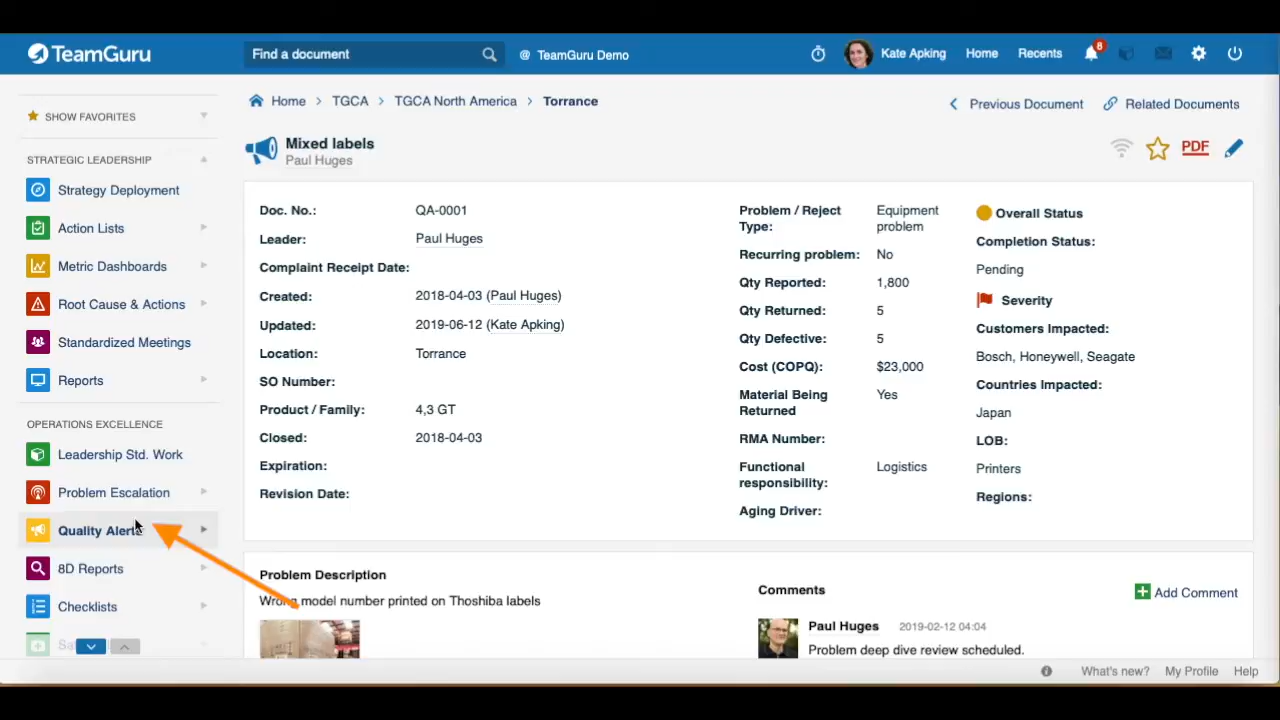 TeamGuru
Find a document
@ TeamGuru Demo
Kate Apking
Home
Recents
8
SHOW FAVORITES
STRATEGIC LEADERSHIP
Strategy Deployment
Action Lists
Metric Dashboards
Root Cause & Actions
Standardized Meetings
Reports
OPERATIONS EXCELLENCE
Leadership Std. Work
Problem Escalation
Quality Alerts
8D Reports
Checklists
Home > TGCA > TGCA North America > Torrance
Previous Document
Related Documents
Mixed labels
Paul Huges
PDF
Doc. No.: QA-0001
Leader: Paul Huges
Complaint Receipt Date:
Created: 2018-04-03 (Paul Huges)
Updated: 2019-06-12 (Kate Apking)
Location: Torrance
SO Number:
Product / Family: 4,3 GT
Closed: 2018-04-03
Expiration:
Revision Date:
Problem / Reject Equipment
Type: problem
Recurring problem: No
Qty Reported: 1,800
Qty Returned: 5
Qty Defective: 5
Cost (COPQ): $23,000
Material Being Yes
Returned
RMA Number:
Functional Logistics
responsibility:
Aging Driver:
Overall Status
Completion Status:
Pending
Severity
Customers Impacted:
Bosch, Honeywell, Seagate
Countries Impacted:
Japan
LOB:
Printers
Regions:
Problem Description
Wrong model number printed on Thoshiba labels
Comments
Add Comment
Paul Huges 2019-02-12 04:04
Problem deep dive review scheduled.
What's new?
My Profile
Help